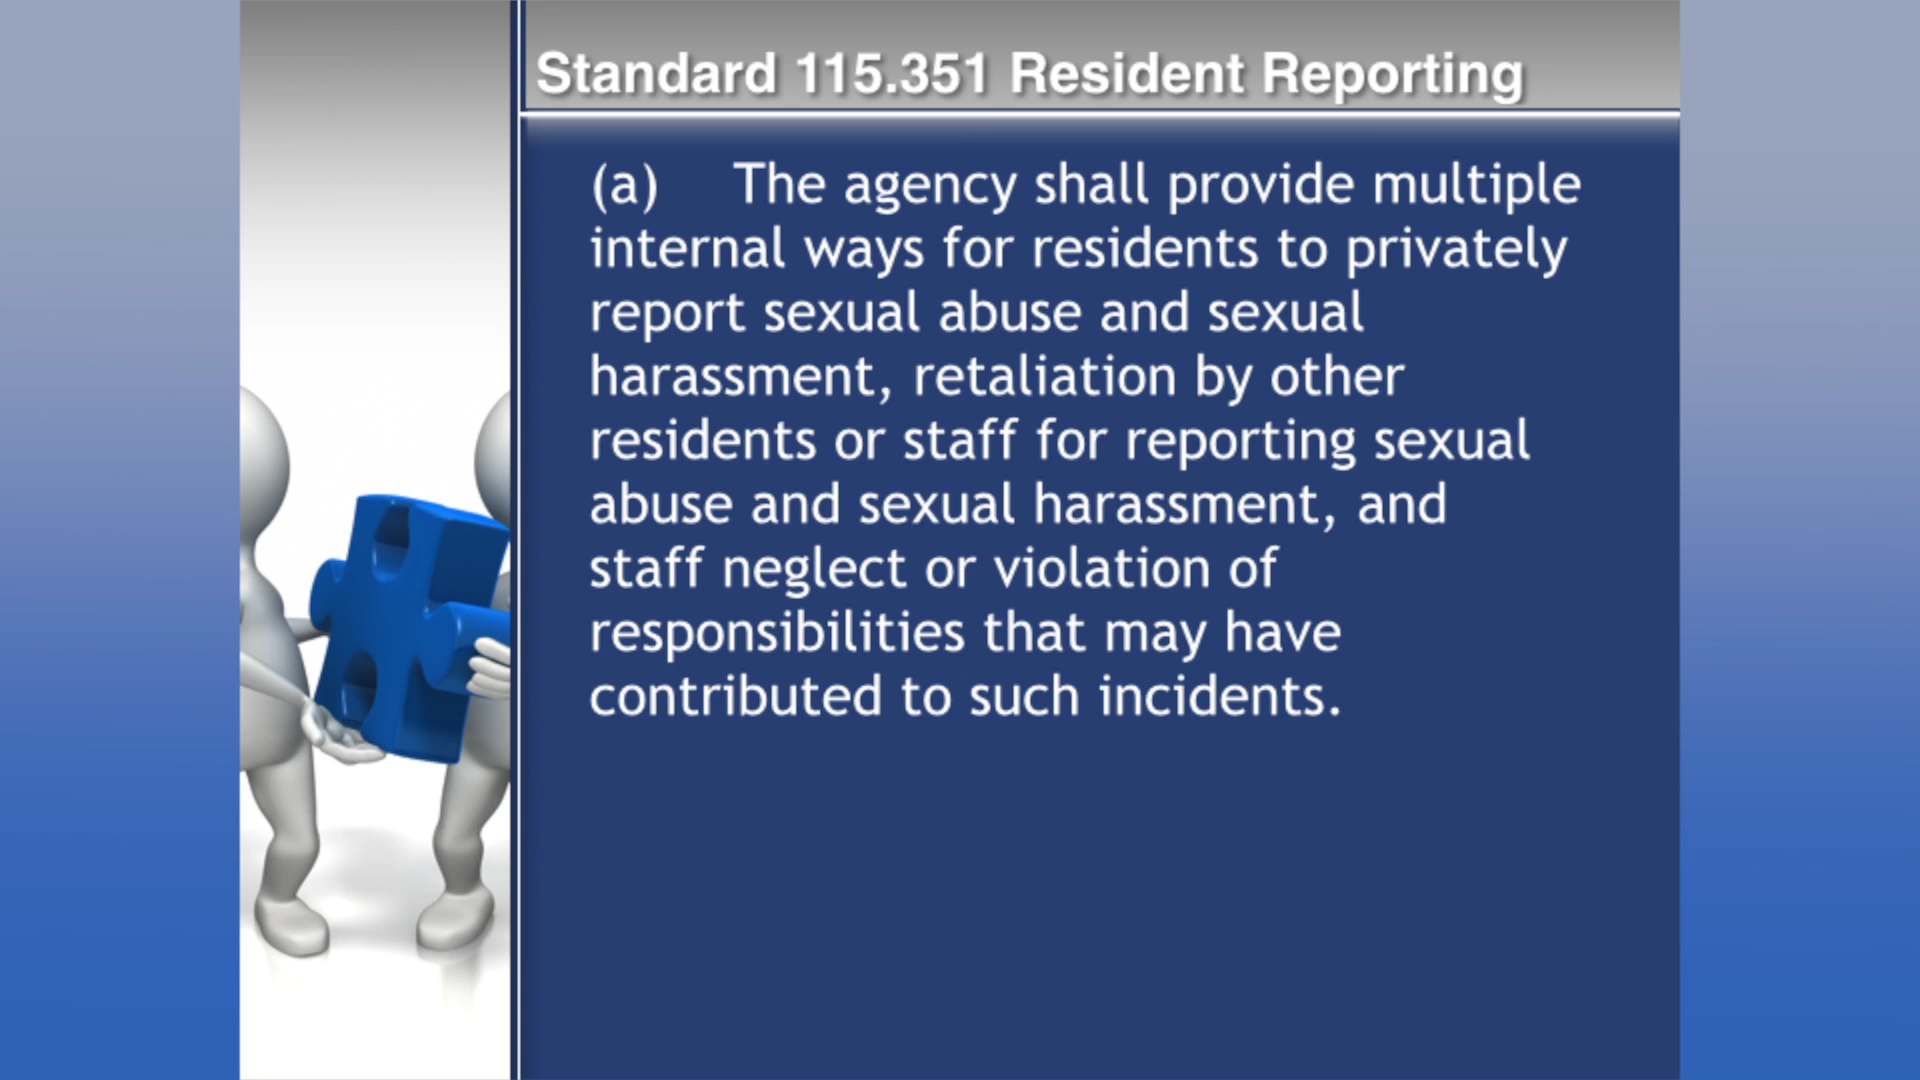 Standard 115.351 Resident Reporting
(a) The agency shall provide multiple
internal ways for residents to privately
report sexual abuse and sexual
harassment, retaliation by other
residents or staff for reporting sexual
abuse and sexual harassment, and
staff neglect or violation of
responsibilities that may have
contributed to such incidents.